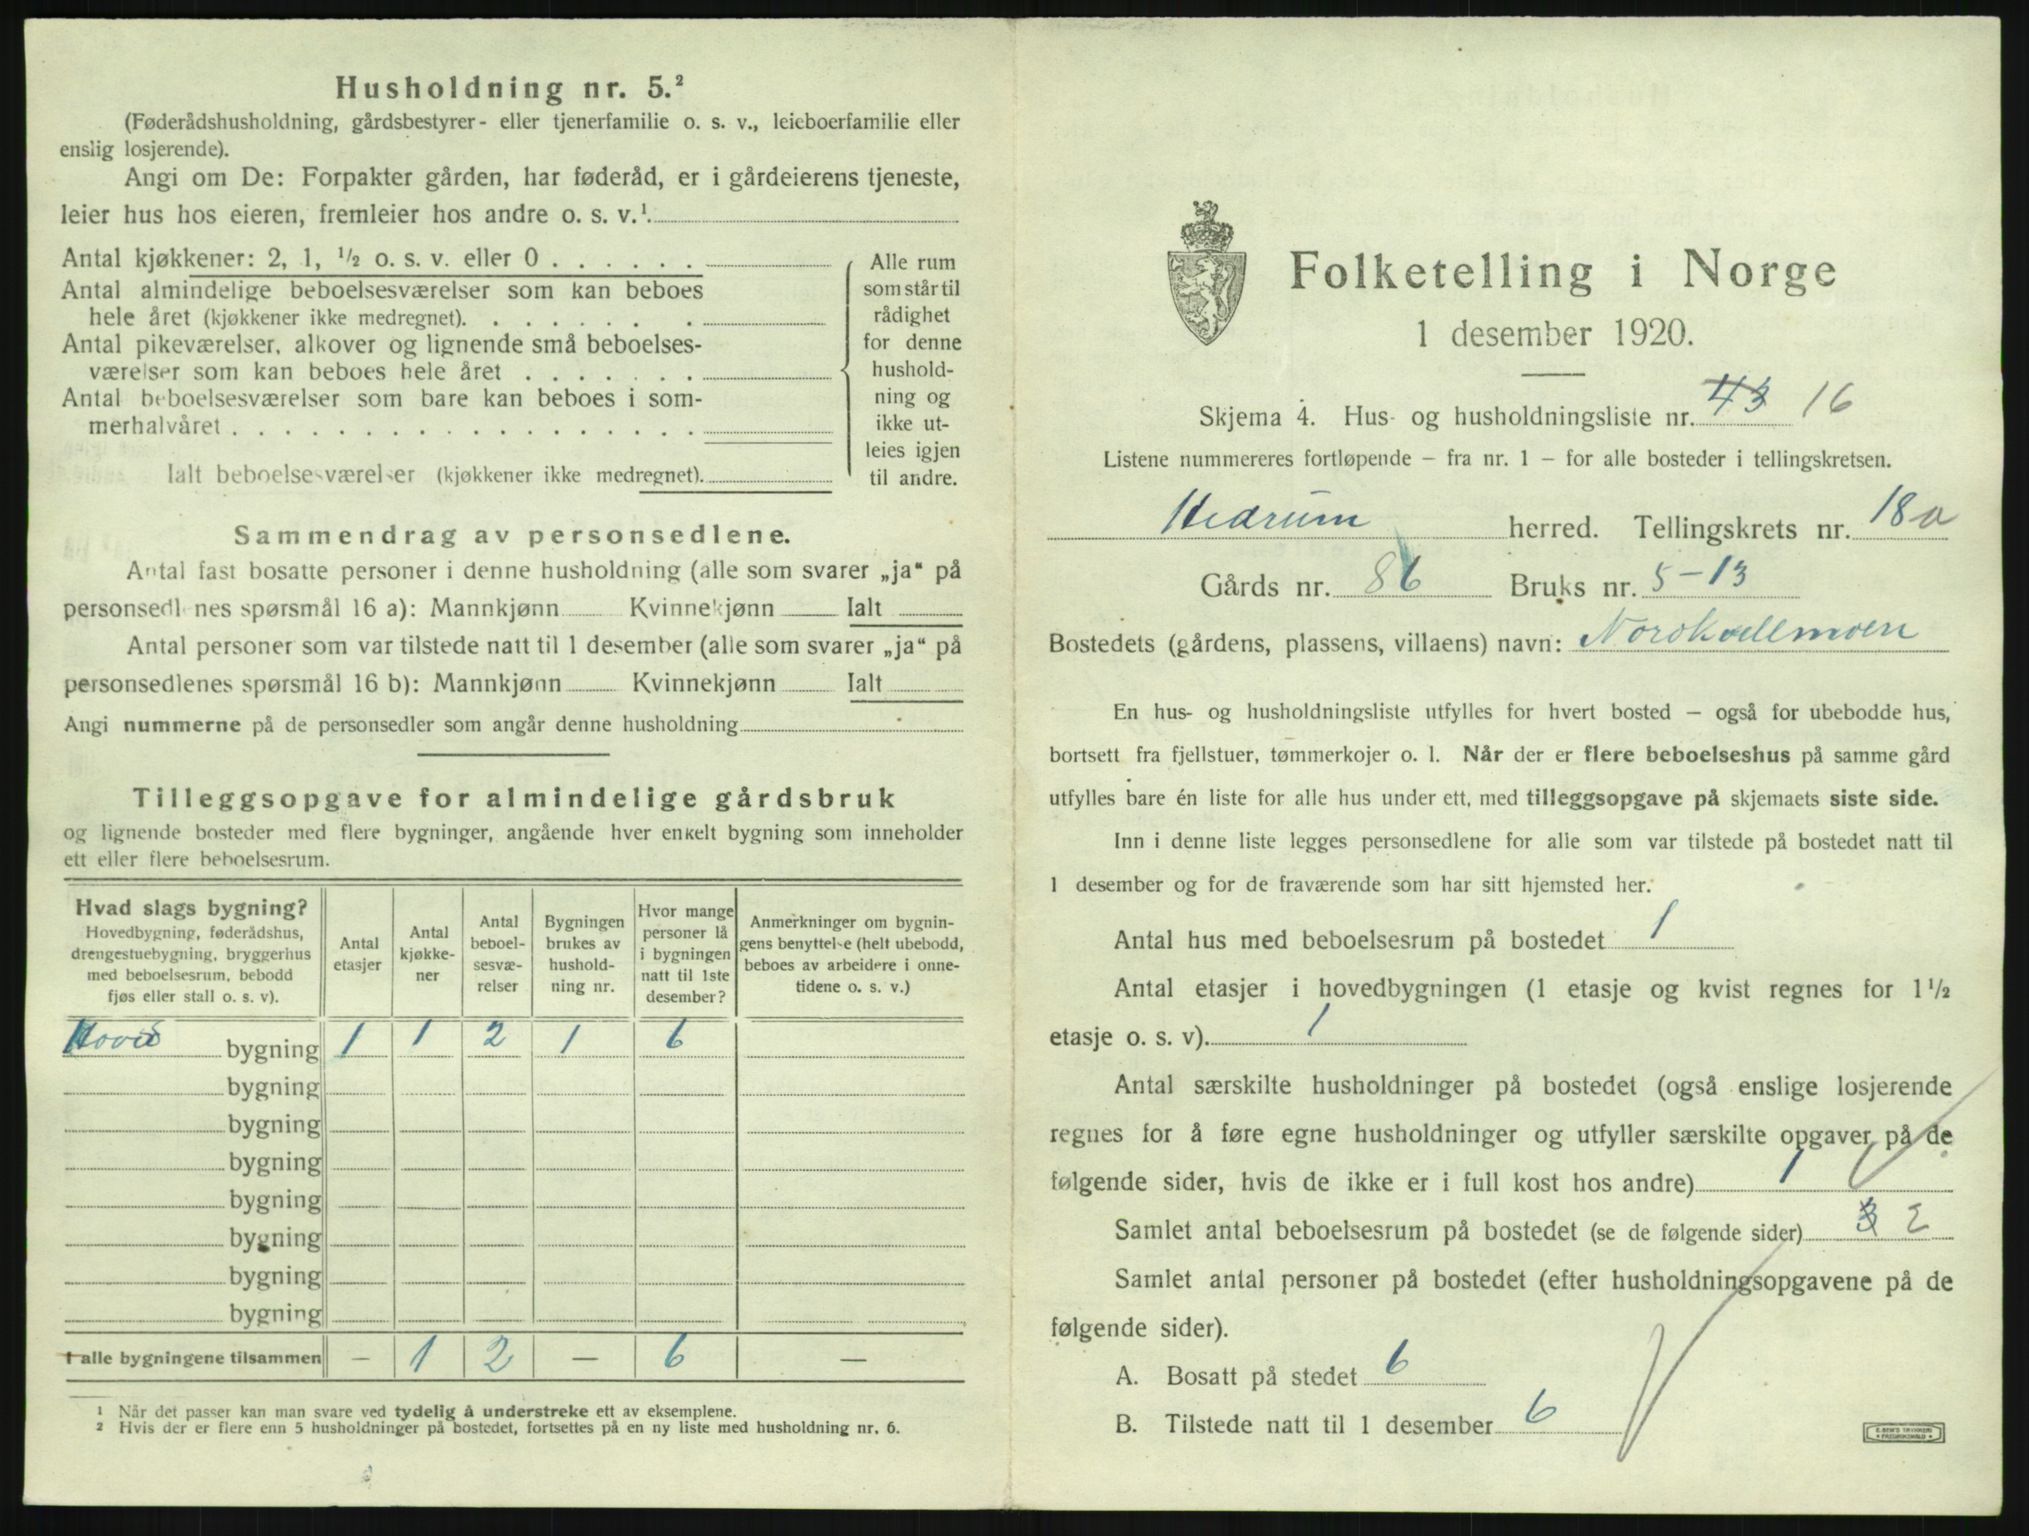 Husholdning nr. 5.²
(Føderådshusholdning, gårdsbestyrer- eller tjenerfamilie o. s. v., leieboerfamilie eller
enslig losjerende).
Angi om De: Forpakter gården, har føderåd, er i gårdeierens tjeneste,
leier hus hos eieren, fremleier hos andre o. s. v.¹
Antal kjøkkener: 2, 1, ½ o. s. v. eller 0
Antal almindelige beboelsesværelser som kan beboes
hele året (kjøkkener ikke medregnet).
Antal pikeværelser, alkover og lignende små beboelses-
værelser som kan beboes hele året
Antal beboelsesværelser som bare kan beboes i som-
merhalvåret
Ialt beboelsesværelser (kjøkkener ikke medregnet).
Alle rum
som står til
rådighet
for denne
hushold-
ning og
ikke ut-
leies igjen
til andre.
Sammendrag av personsedlene.
Antal fast bosatte personer i denne husholdning (alle som svarer „ja" på
personsedlenes spørsmål 16 a): Mannkjønn Kvinnekjønn Ialt
Antal personer som var tilstede natt til 1 desember (alle som svarer „ja" på
personsedlenes spørsmål 16 b): Mannkjønn Kvinnekjønn Ialt
Angi nummerne på de personsedler som angår denne husholdning
Tilleggsopgave for almindelige gårdsbruk
og lignende bosteder med flere bygninger, angående hver enkelt bygning som inneholder
ett eller flere beboelsesrum.
Hvad slags bygning?
Hovedbygning, føderådshus,
drengestuebygning, bryggerhus
med beboelsesrum, bebodd
fjøs eller stall o. s. v).
Antal
etasjer
Antal
kjøkke-
ner
Antal
beboel-
sesvæ-
relser
Bygningen
brukes av
hushold-
ning nr.
Hvor mange
personer lå
i bygningen
natt til 1ste
desember?
Anmerkninger om bygnin-
gens benyttelse (helt ubebodd,
beboes av arbeidere i onne-
tidene o. s. v.)
Hoved bygning 1 1 2 1 6
bygning
bygning
bygning
bygning
bygning
bygning
bygning
I alle bygningene tilsammen — 1 2 — 6 —
¹ Når det passer kan man svare ved tydelig å understreke ett av eksemplene.
² Hvis der er flere enn 5 husholdninger på bostedet, fortsettes på en ny liste med husholdning nr. 6.
Folketelling i Norge
1 desember 1920.
Skjema 4. Hus- og husholdningsliste nr. 43 16
Listene nummereres fortløpende – fra nr. 1 – for alle bosteder i tellingskretsen.
Hedrum herred. Tellingskrets nr. 18a
Gårds nr. 86 Bruks nr. 5-13
Bostedets (gårdens, plassens, villaens) navn: Nordkvellmoen
En hus- og husholdningsliste utfylles for hvert bosted – også for ubebodde hus,
bortsett fra fjellstuer, tømmerkojer o. l. Når der er flere beboelseshus på samme gård
utfylles bare én liste for alle hus under ett, med tilleggsopgave på skjemaets siste side.
Inn i denne liste legges personsedlene for alle som var tilstede på bostedet natt til
1 desember og for de fraværende som har sitt hjemsted her.
Antal hus med beboelsesrum på bostedet 1
Antal etasjer i hovedbygningen (1 etasje og kvist regnes for 1½
etasje o. s. v). 1
Antal særskilte husholdninger på bostedet (også enslige losjerende
regnes for å føre egne husholdninger og utfyller særskilte opgaver på de
følgende sider, hvis de ikke er i full kost hos andre) 1
Samlet antal beboelsesrum på bostedet (se de følgende sider) 3 2
Samlet antal personer på bostedet (efter husholdningsopgavene på de
følgende sider).
A. Bosatt på stedet 6
B. Tilstede natt til 1 desember 6